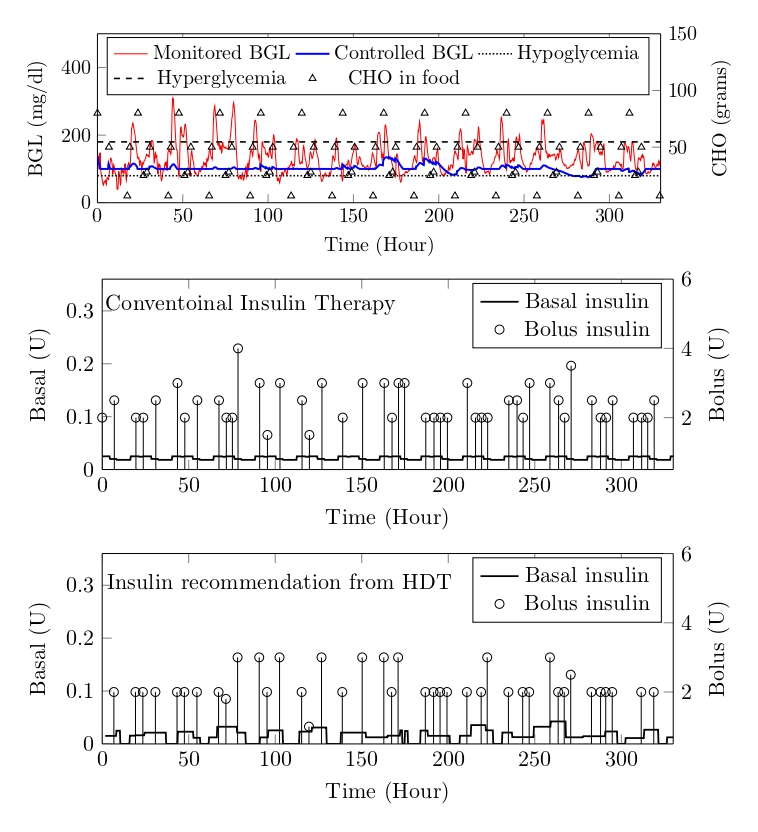 150
400
200
0
BGL (mg/dl)
Monitored BGL Controlled BGL Hypoglycemia
Hyperglycemia CHO in food
100
50
CHO (grams)
0 50 100 150 200 250 300
Time (Hour)
6
4
2
Bolus (U)
0.3
0.2
0.1
0
Basal (U)
Conventoinal Insulin Therapy
Basal insulin
Bolus insulin
0 50 100 150 200 250 300
Time (Hour)
6
4
2
Bolus (U)
0.3
0.2
0.1
0
Basal (U)
Insulin recommendation from HDT
Basal insulin
Bolus insulin
0 50 100 150 200 250 300
Time (Hour)